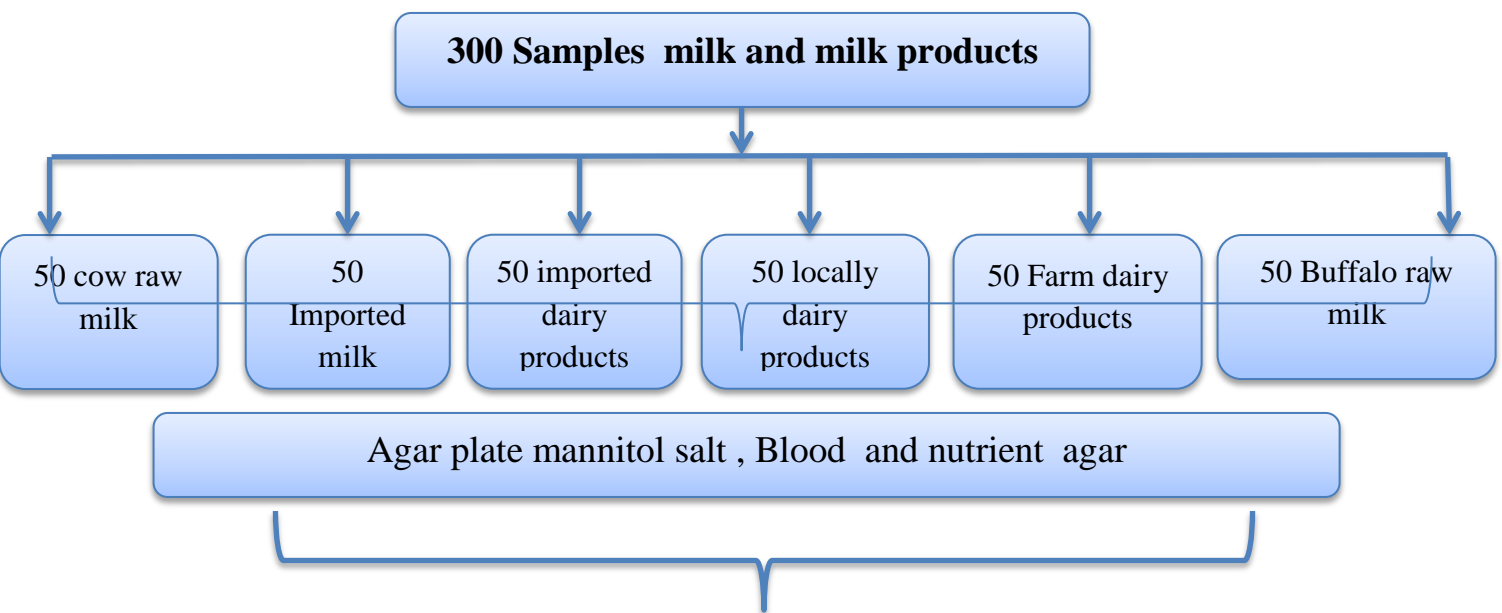 300 Samples milk and milk products
50 cow raw
milk
50
Imported
milk
50 imported
dairy
products
50 locally
dairy
products
50 Farm dairy
products
50 Buffalo raw
milk
Agar plate mannitol salt , Blood and nutrient agar